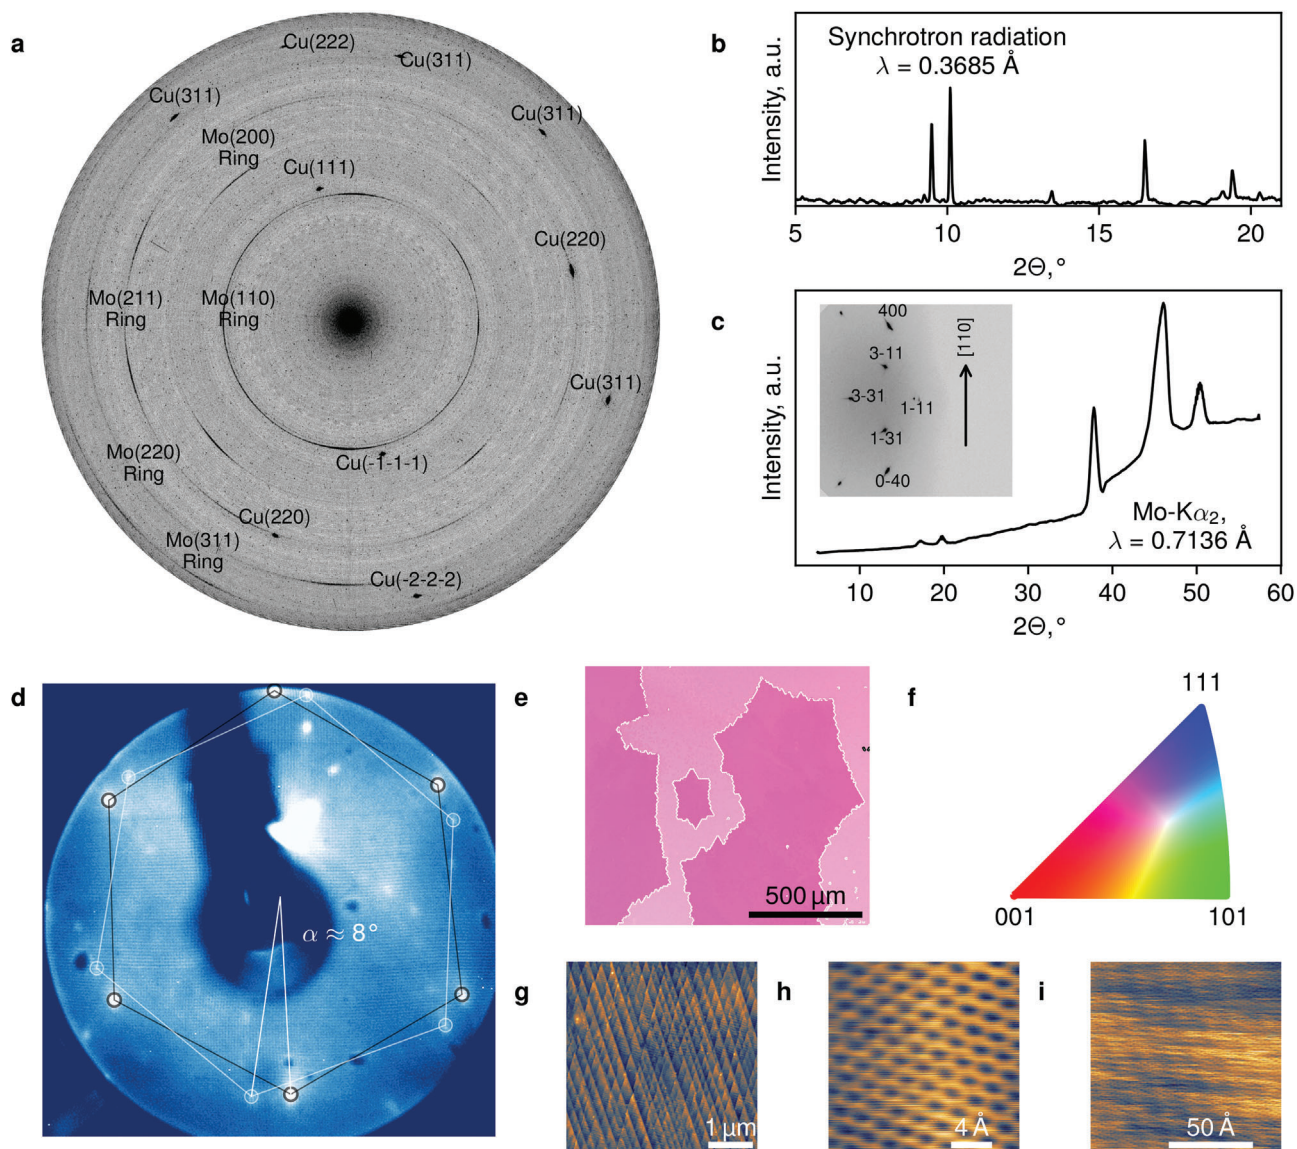 a
Cu(222)
Cu(311)
Cu(311)
Cu(311)
Mo(200)
Ring
Cu(111)
Cu(220)
Mo(211)
Ring
Mo(110)
Ring
Cu(311)
Mo(220)
Ring
Cu(-1-1-1)
Cu(220)
Mo(311)
Ring
Cu(-2-2-2)
b
Synchrotron radiation
λ = 0.3685 Å
Intensity, a.u.
5
10
15
20
2Θ,°
c
400
3-11
3-31
1-11
1-31
0-40
[110]
Intensity, a.u.
Mo-Kα₂,
λ = 0.7136 Å
10
20
30
40
50
60
2Θ,°
d
α ≈ 8°
e
500 μm
f
111
001
101
g
1 μm
h
4 Å
i
50 Å